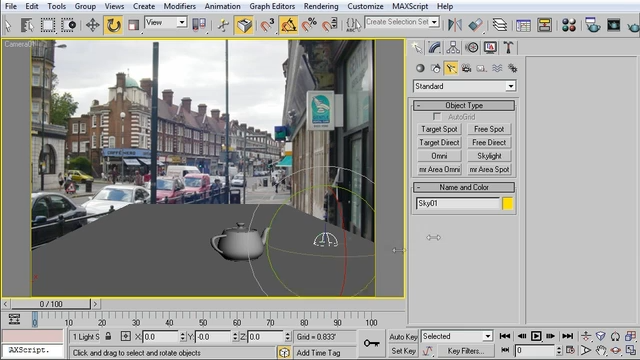 File Edit Tools Group Views Create Modifiers Animation Graph Editors Rendering Customize MAXScript Help
View
Create Selection Set
Camera01
Standard
- Object Type
AutoGrid
Target Spot Free Spot
Target Direct Free Direct
Omni Skylight
mr Area Omni mr Area Spot
- Name and Color
Sky01
0 / 100
0 10 20 30 40 50 60 70 80 90 100
AXScript. 1 Light S X: 0.0 Y: -0.0 Z: 0.0 Grid = 0.833' Auto Key Selected
Click and drag to select and rotate objects Add Time Tag Set Key Key Filters... 0